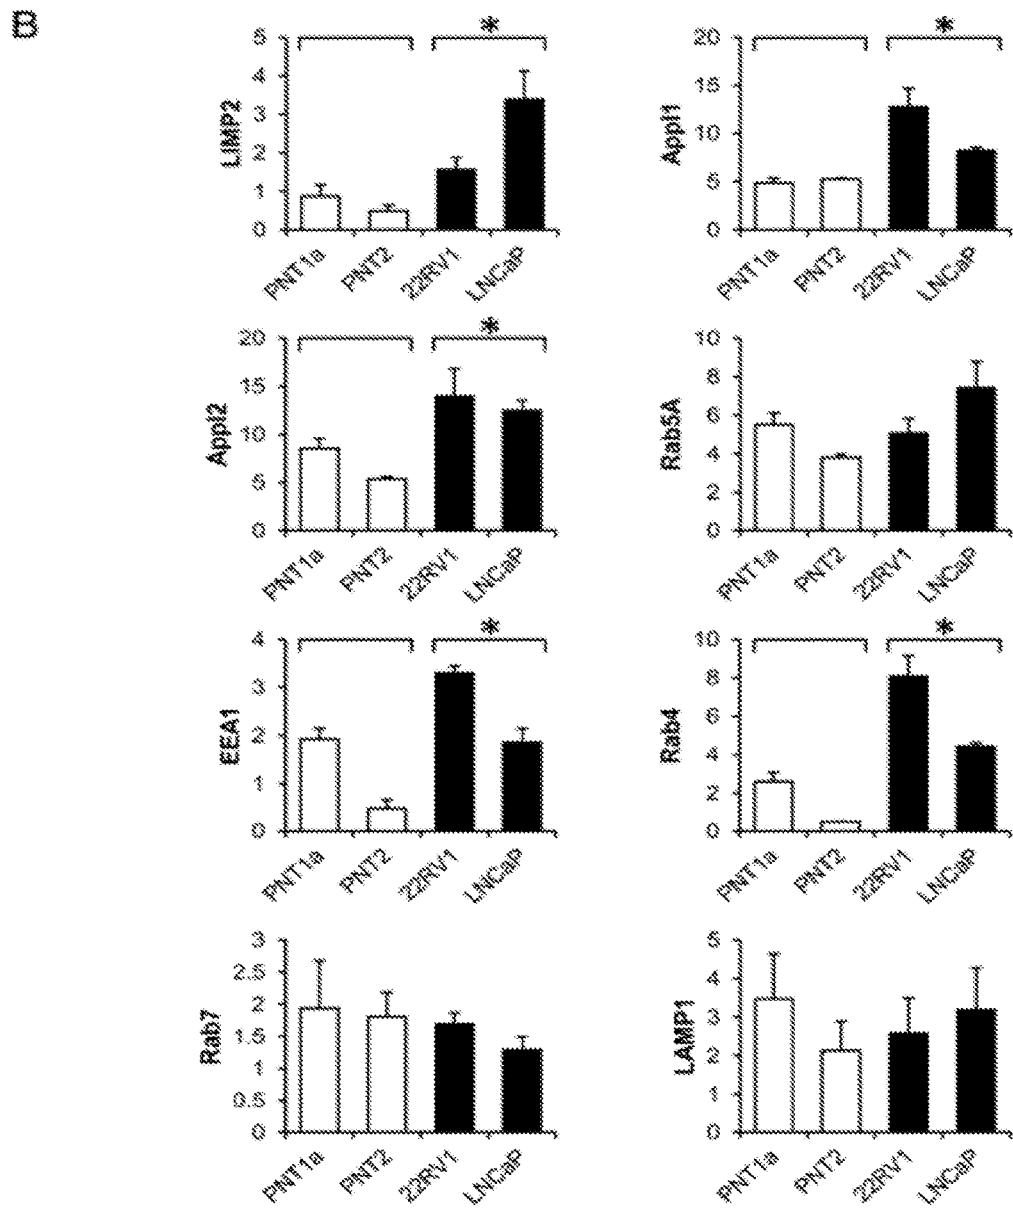 B
*
*
5
4
3
2
1
0
LIMP2
PNT1a
PNT2
22RV1
LNCaP
20
15
10
5
0
Appl1
PNT1a
PNT2
22RV1
LNCaP
*
20
15
10
5
0
Appl2
PNT1a
PNT2
22RV1
LNCaP
10
8
6
4
2
0
Rab5A
PNT1a
PNT2
22RV1
LNCaP
*
4
3
2
1
0
EEA1
PNT1a
PNT2
22RV1
LNCaP
*
10
8
6
4
2
0
Rab4
PNT1a
PNT2
22RV1
LNCaP
3
2.5
2
1.5
1
0.5
0
Rab7
PNT1a
PNT2
22RV1
LNCaP
5
4
3
2
1
0
LAMP1
PNT1a
PNT2
22RV1
LNCaP